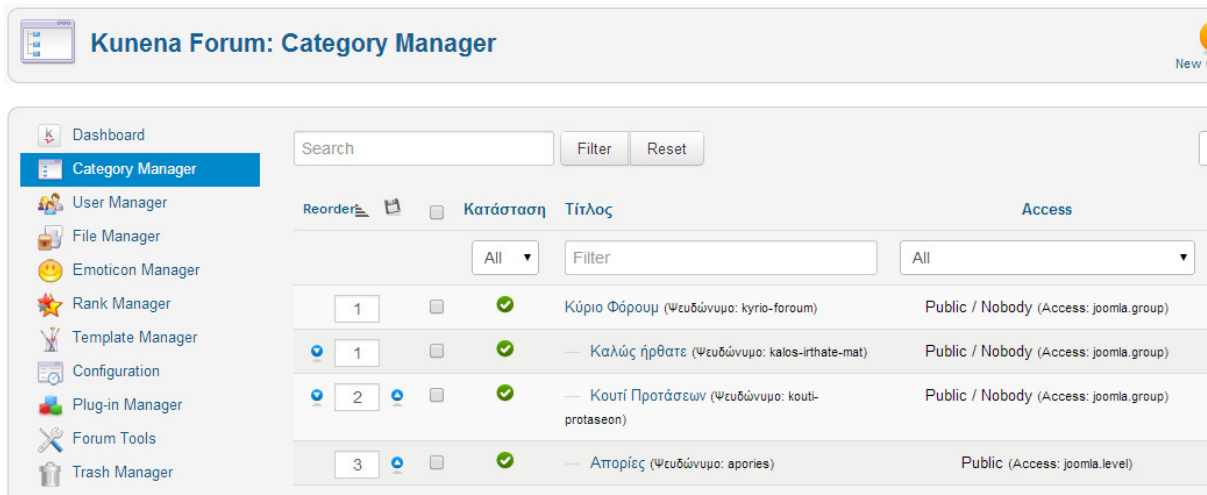 Kunena Forum: Category Manager
New
Dashboard
Category Manager
User Manager
File Manager
Emoticon Manager
Rank Manager
Template Manager
Configuration
Plug-in Manager
Forum Tools
Trash Manager
Search Filter Reset
Reorder Κατάσταση Τίτλος Access
All Filter All
1 Κύριο Φόρουμ (Ψευδώνυμο: kyrio-foroum) Public / Nobody (Access: joomla.group)
1 — Καλώς ήρθατε (Ψευδώνυμο: kalos-irthate-mat) Public / Nobody (Access: joomla.group)
2 — Κουτί Προτάσεων (Ψευδώνυμο: kouti- Public / Nobody (Access: joomla.group)
protaseon)
3 — Απορίες (Ψευδώνυμο: apories) Public (Access: joomla.level)